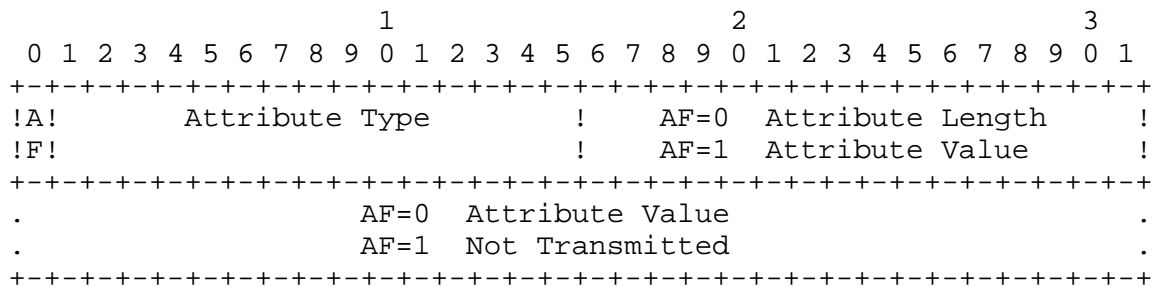 1                   2                   3
 0 1 2 3 4 5 6 7 8 9 0 1 2 3 4 5 6 7 8 9 0 1 2 3 4 5 6 7 8 9 0 1
+-+-+-+-+-+-+-+-+-+-+-+-+-+-+-+-+-+-+-+-+-+-+-+-+-+-+-+-+-+-+-+-+
!A!       Attribute Type        !    AF=0  Attribute Length     !
!F!                             !    AF=1  Attribute Value      !
+-+-+-+-+-+-+-+-+-+-+-+-+-+-+-+-+-+-+-+-+-+-+-+-+-+-+-+-+-+-+-+-+
.                   AF=0  Attribute Value                       .
.                   AF=1  Not Transmitted                       .
+-+-+-+-+-+-+-+-+-+-+-+-+-+-+-+-+-+-+-+-+-+-+-+-+-+-+-+-+-+-+-+-+